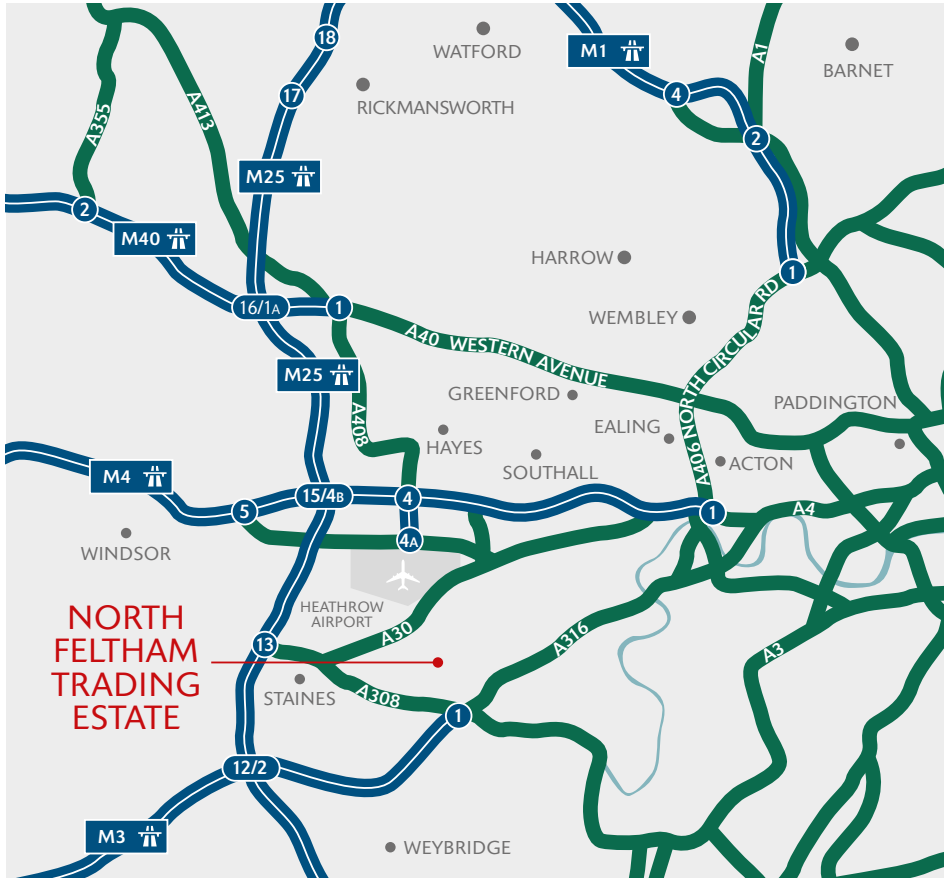 18
WATFORD
M1
A1
BARNET
17
RICKMANSWORTH
4
A355
A413
2
M25
2
M40
HARROW
1
16/1A
1
WEMBLEY
A40 WESTERN AVENUE
A406 NORTH CIRCULAR RD
M25
GREENFORD
PADDINGTON
A408
HAYES
EALING
SOUTHALL
ACTON
M4
15/4B
4
5
1
A4
WINDSOR
4A
HEATHROW
AIRPORT
NORTH
FELTHAM
TRADING
ESTATE
13
A30
A316
A3
STAINES
A308
1
12/2
M3
WEYBRIDGE